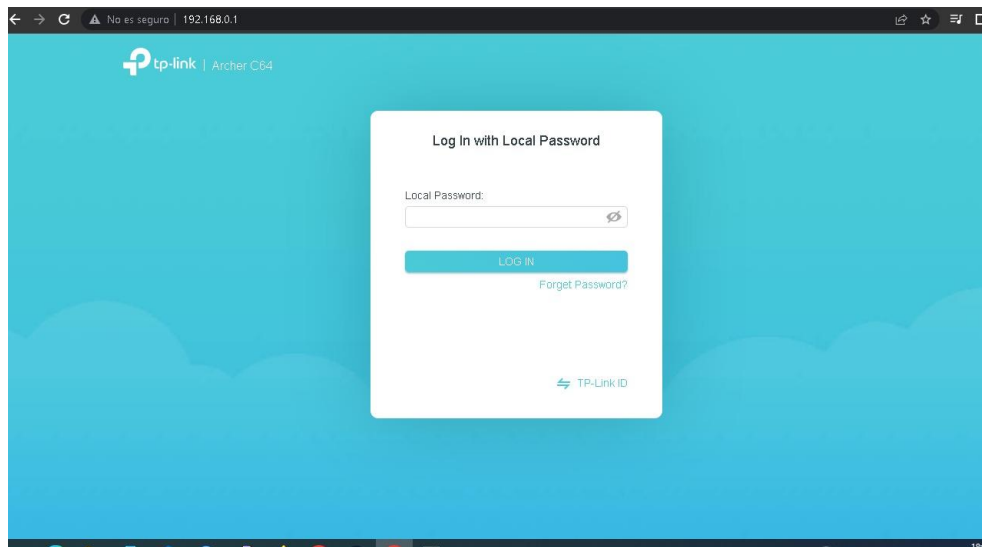 No es seguro | 192.168.0.1
tp-link | Archer C64
Log In with Local Password
Local Password:
LOG IN
Forget Password?
TP-Link ID